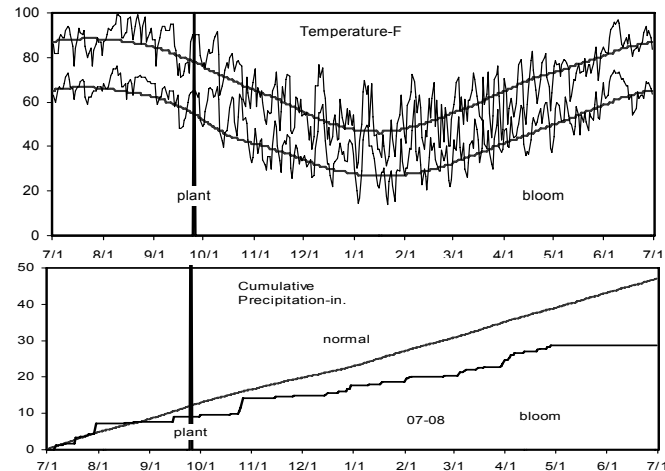 100
Temperature-F
80
60
40
20
plant
bloom
0
7/1 8/1 9/1 10/1 11/1 12/1 1/1 2/1 3/1 4/1 5/1 6/1 7/1
50
Cumulative
Precipitation-in.
40
normal
30
20
10
07-08
bloom
plant
0
7/1 8/1 9/1 10/1 11/1 12/1 1/1 2/1 3/1 4/1 5/1 6/1 7/1